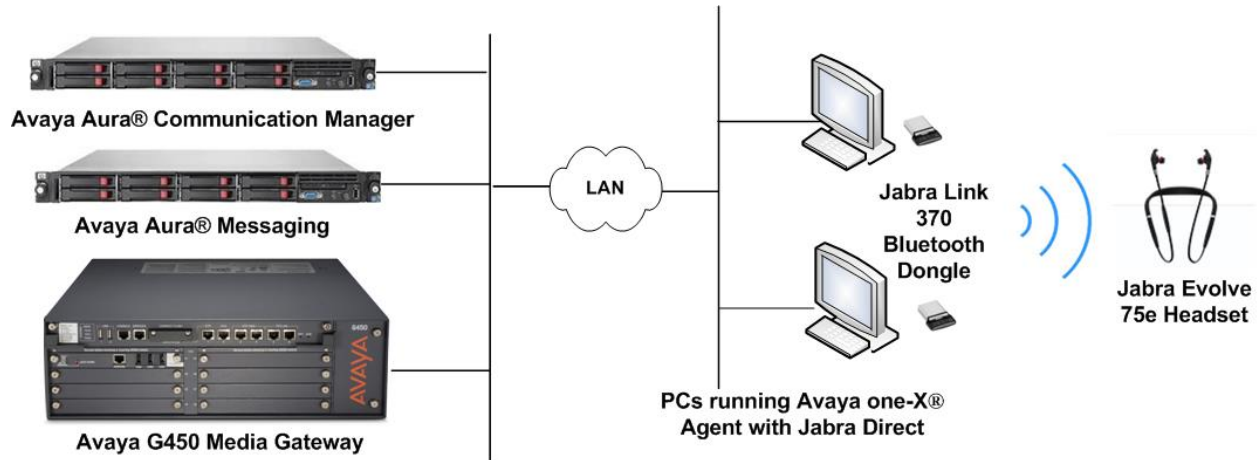 Avaya Aura® Communication Manager
Avaya Aura® Messaging
G450
AVAYA
Avaya G450 Media Gateway
LAN
Jabra Link
370
Bluetooth
Dongle
PCs running Avaya one-X®
Agent with Jabra Direct
Jabra Evolve
75e Headset